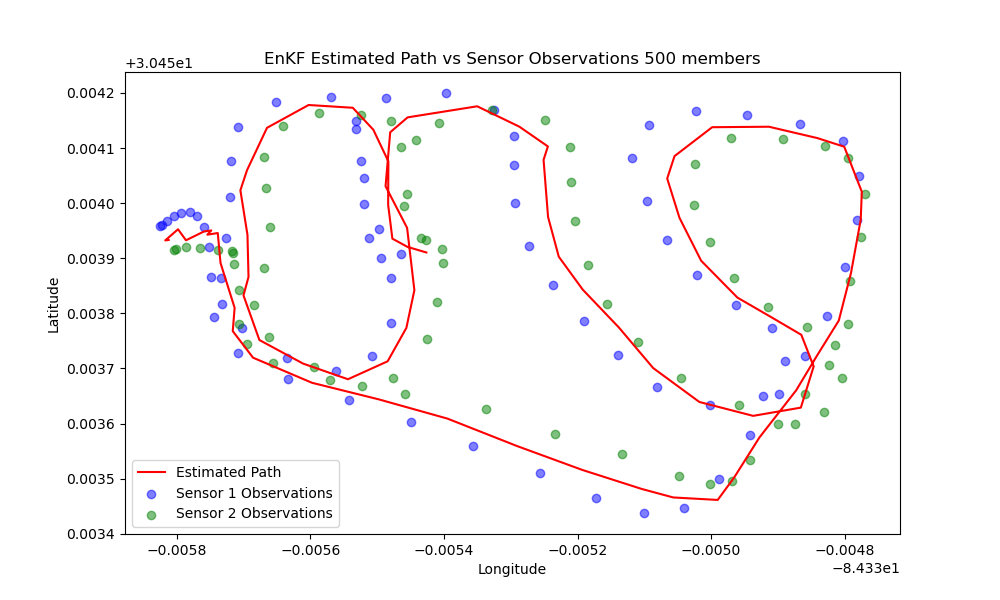 EnKF Estimated Path vs Sensor Observations 500 members
+3.045e1
0.0042
0.0041
0.0040
0.0039
0.0038
0.0037
0.0036
0.0035
0.0034
Latitude
Estimated Path
Sensor 1 Observations
Sensor 2 Observations
−0.0058 −0.0056 −0.0054 −0.0052 −0.0050 −0.0048
Longitude
−8.433e1